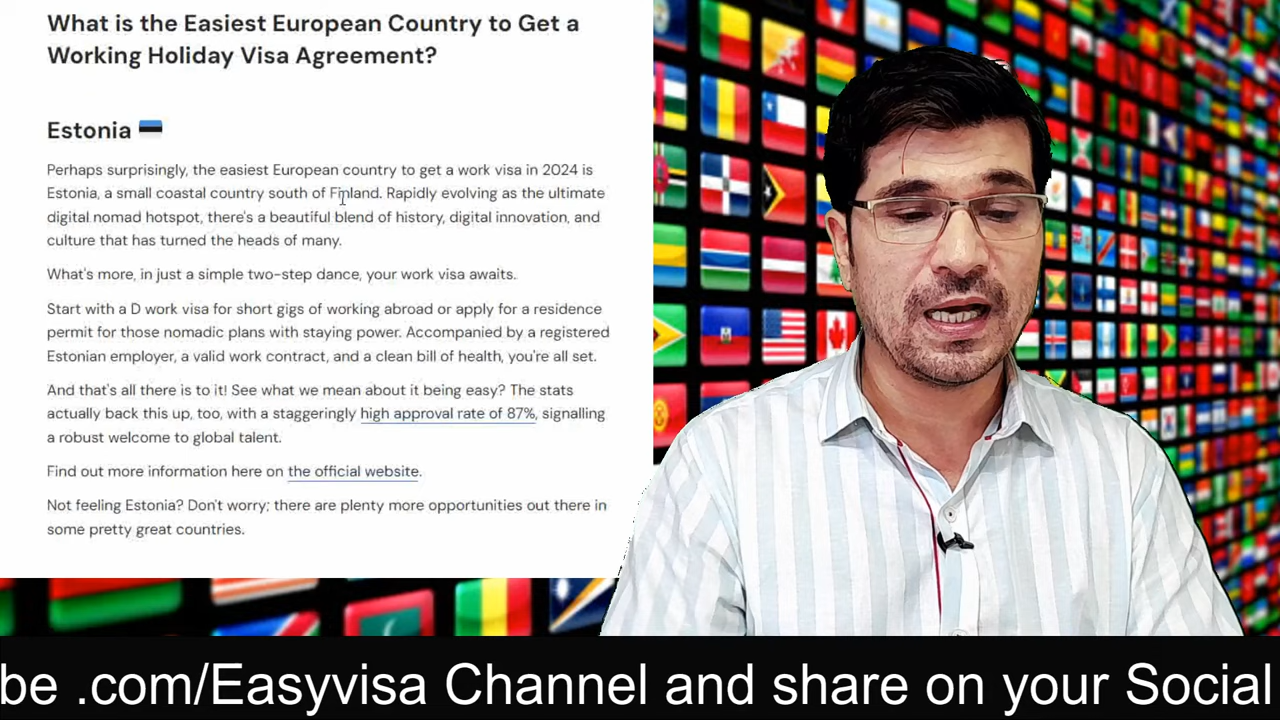 What is the Easiest European Country to Get a
Working Holiday Visa Agreement?
Estonia
Perhaps surprisingly, the easiest European country to get a work visa in 2024 is
Estonia, a small coastal country south of Finland. Rapidly evolving as the ultimate
digital nomad hotspot, there's a beautiful blend of history, digital innovation, and
culture that has turned the heads of many.
What's more, in just a simple two-step dance, your work visa awaits.
Start with a D work visa for short gigs of working abroad or apply for a residence
permit for those nomadic plans with staying power. Accompanied by a registered
Estonian employer, a valid work contract, and a clean bill of health, you're all set.
And that's all there is to it! See what we mean about it being easy? The stats
actually back this up, too, with a staggeringly high approval rate of 87%, signalling
a robust welcome to global talent.
Find out more information here on the official website.
Not feeling Estonia? Don't worry; there are plenty more opportunities out there in
some pretty great countries.
be .com/Easyvisa Channel and share on your Social